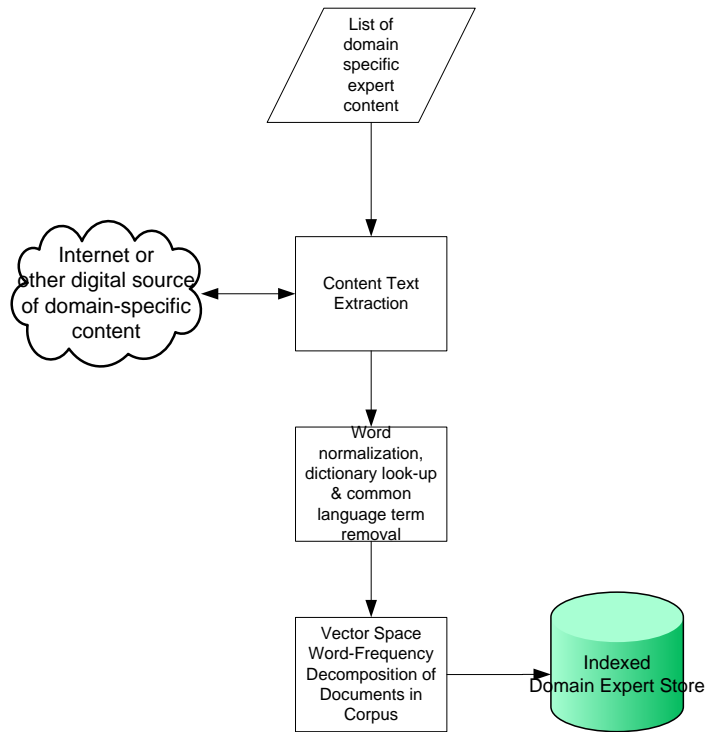 List of
domain
specific
expert
content
Internet or
other digital source
of domain-specific
content
Content Text
Extraction
Word
normalization,
dictionary look-up
& common
language term
removal
Vector Space
Word-Frequency
Decomposition of
Documents in
Corpus
Indexed
Domain Expert Store